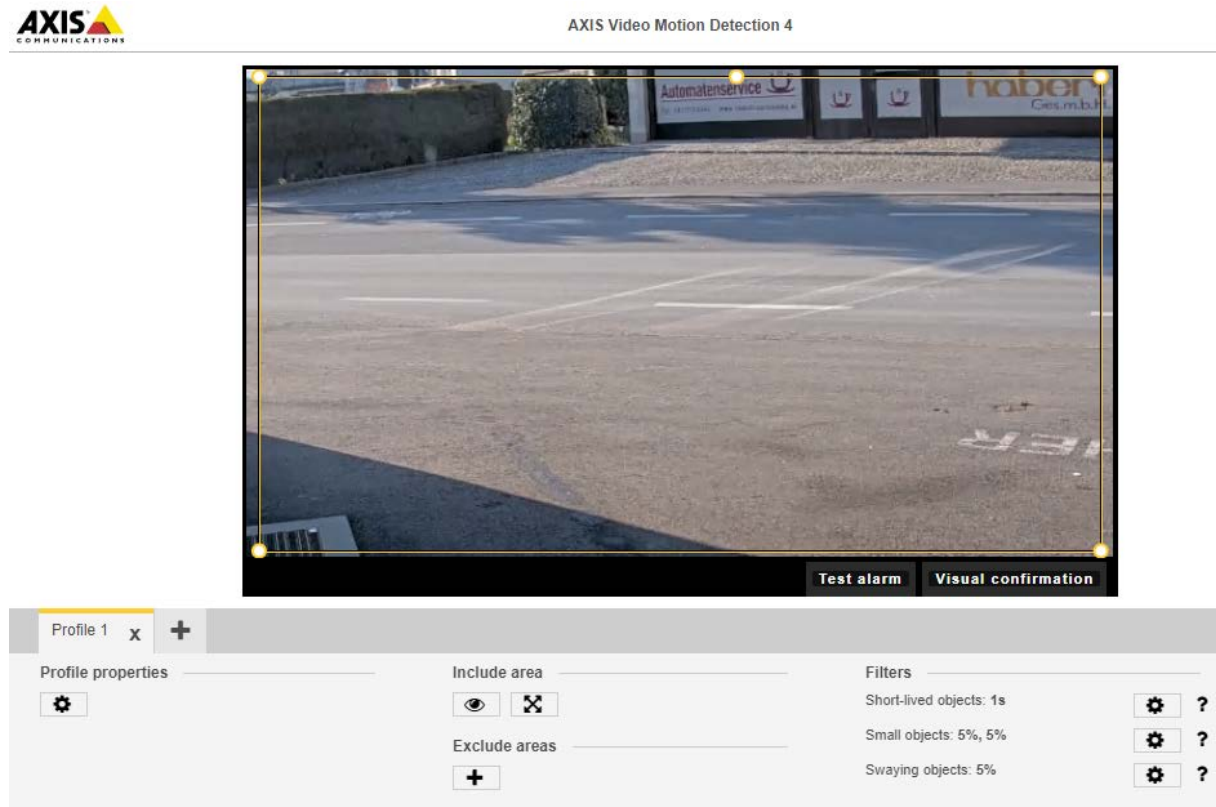 AXIS
COMMUNICATIONS
AXIS Video Motion Detection 4
Automatenservice
haber
Ges.m.b.H.
IER
Test alarm
Visual confirmation
Profile 1 x +
Profile properties
Include area
Exclude areas
+
Filters
Short-lived objects: 1s ?
Small objects: 5%, 5% ?
Swaying objects: 5% ?